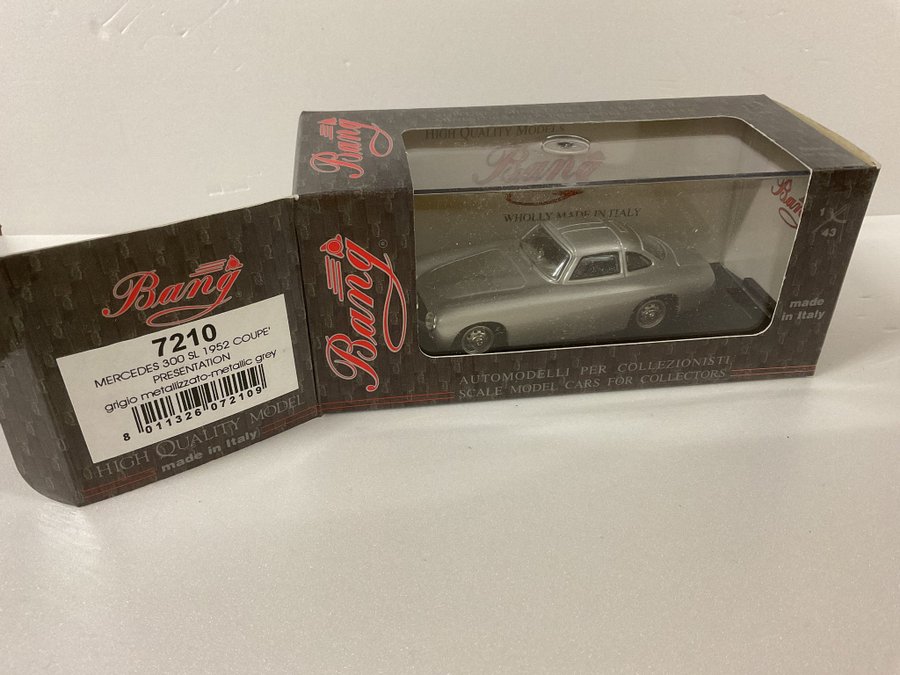 Bang
7210
MERCEDES 300 SL 1952 COUPE'
PRESENTATION
grigio metallizzato-metallic grey
8 011326 072109
HIGH QUALITY MODEL
made in Italy
Bang
Bang
HIGH QUALITY MODELS
Bang
WHOLLY MADE IN ITALY
Bang
1/43
made
in Italy
AUTOMODELLI PER COLLEZIONISTI
SCALE MODEL CARS FOR COLLECTORS